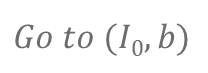 Go to (I₀, b)